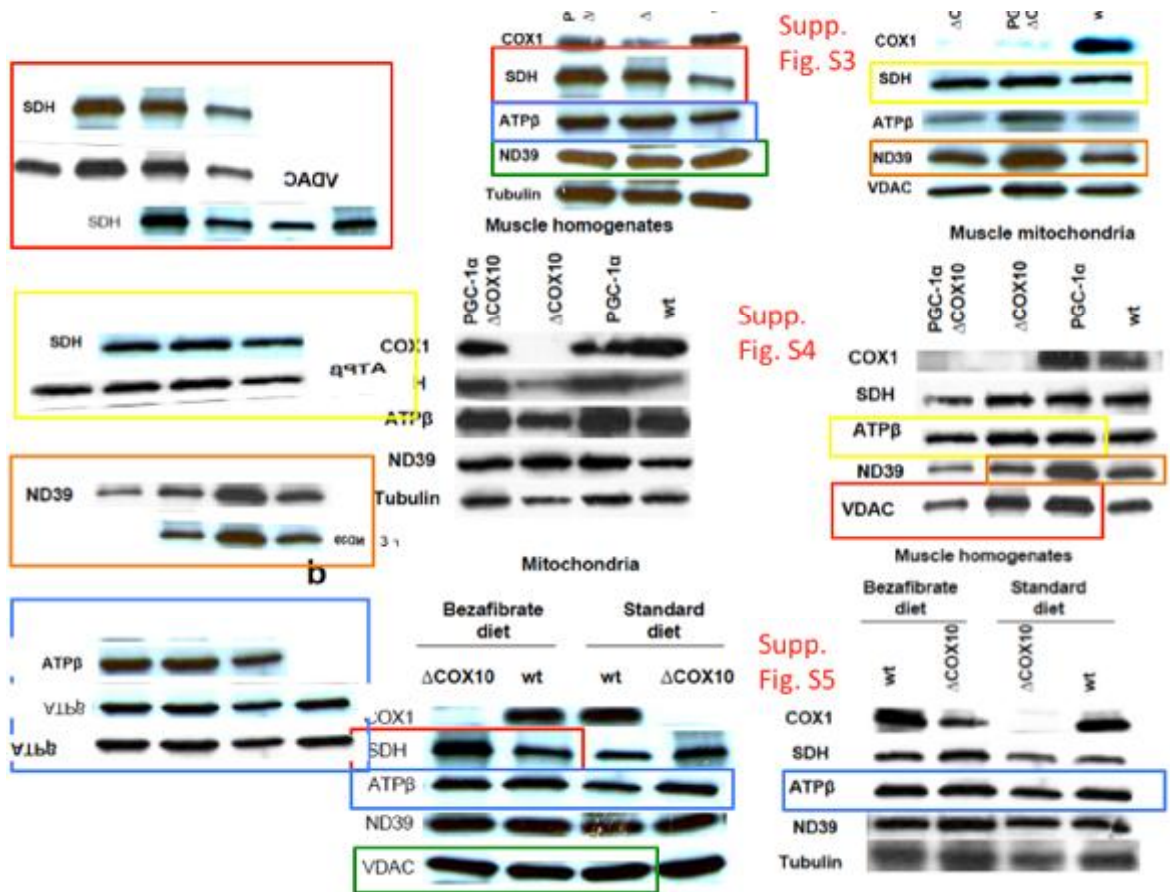 COX1
SDH
ATPβ
ND39
Tubulin
Muscle homogenates
Supp.
Fig. S3
COX1
SDH
ATPβ
ND39
VDAC
Muscle mitochondria
SDH
VDAC
SDH
SDH
ATPβ
ND39
ND39
ATPβ
ATPβ
ATPβ
PGC-1α
ΔCOX10
ΔCOX10
PGC-1α
wt
COX1
H
ATPβ
ND39
Tubulin
Supp.
Fig. S4
PGC-1α
ΔCOX10
ΔCOX10
PGC-1α
wt
COX1
SDH
ATPβ
ND39
VDAC
b
Mitochondria
Bezafibrate
diet
Standard
diet
ΔCOX10 wt wt ΔCOX10
COX1
SDH
ATPβ
ND39
VDAC
Supp.
Fig. S5
Muscle homogenates
Bezafibrate
diet
Standard
diet
wt
ΔCOX10
ΔCOX10
wt
COX1
SDH
ATPβ
ND39
Tubulin